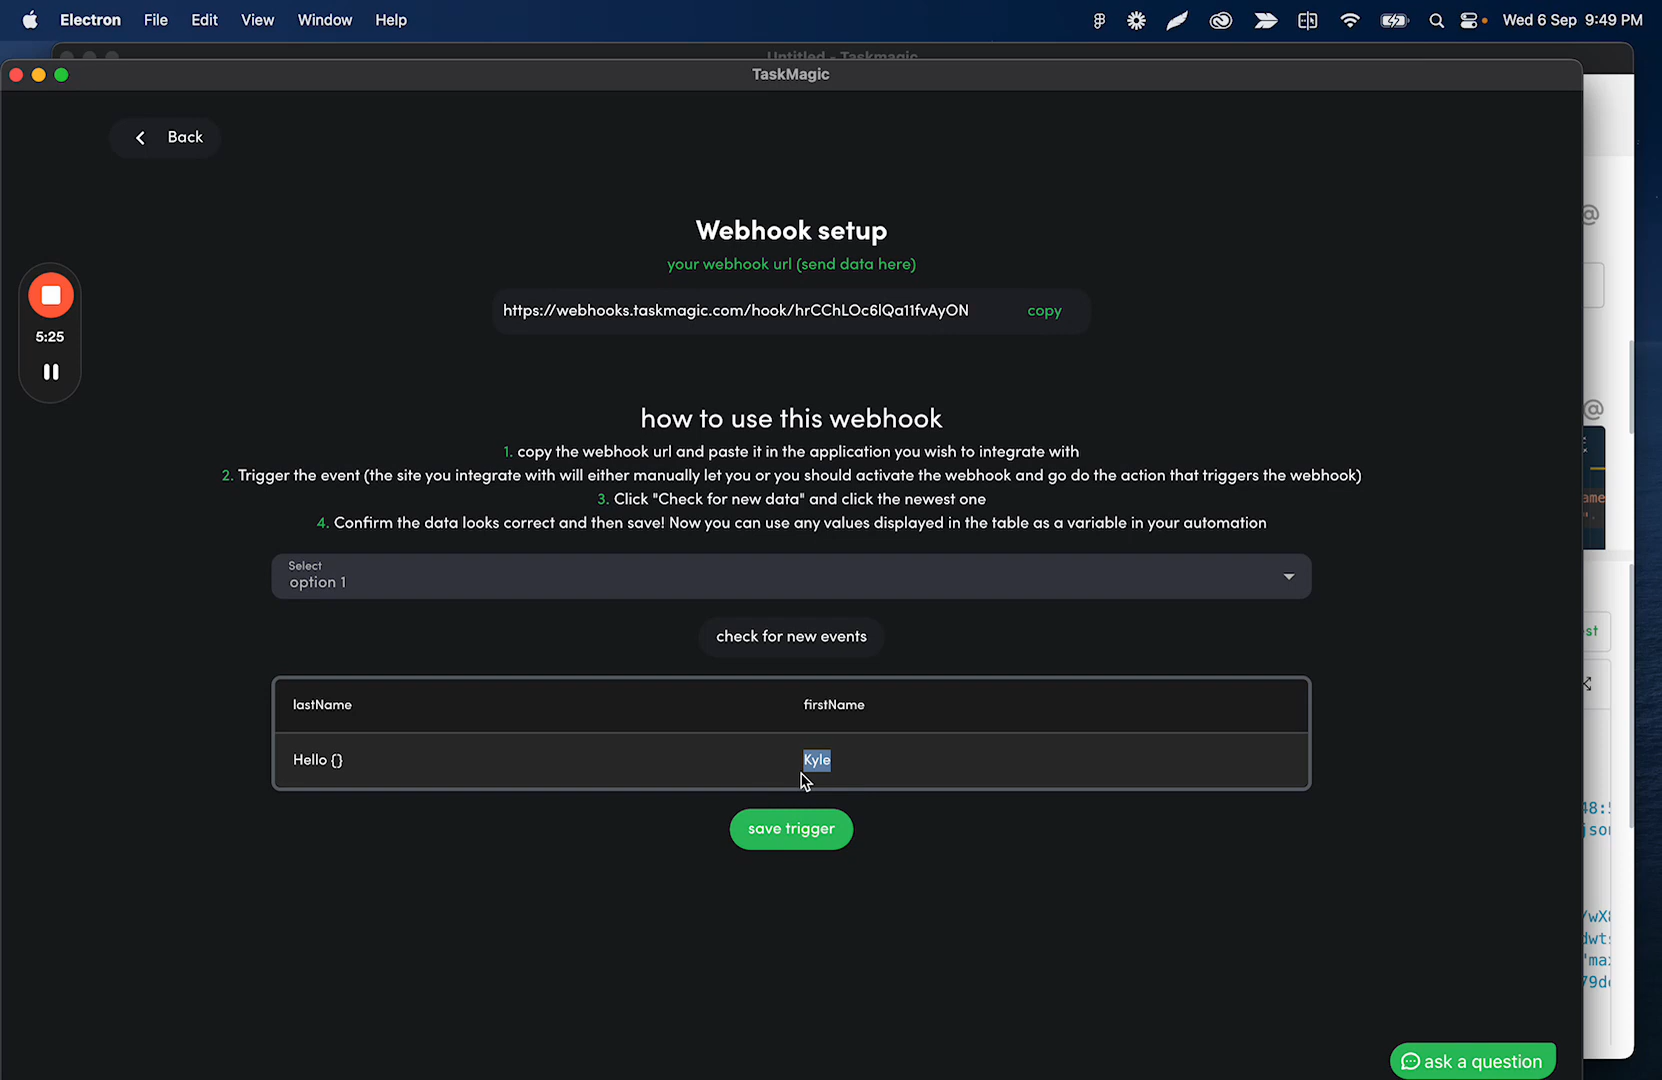 Electron File Edit View Window Help Wed 6 Sep 9:49 PM
Untitled - Taskmagic
TaskMagic
Back
Webhook setup
your webhook url (send data here)
https://webhooks.taskmagic.com/hook/hrCChLOc6lQa11fvAyON copy
5:25
how to use this webhook
1. copy the webhook url and paste it in the application you wish to integrate with
2. Trigger the event (the site you integrate with will either manually let you or you should activate the webhook and go do the action that triggers the webhook)
3. Click "Check for new data" and click the newest one
4. Confirm the data looks correct and then save! Now you can use any values displayed in the table as a variable in your automation
Select
option 1
check for new events
lastName firstName
Hello {} Kyle
save trigger
ask a question